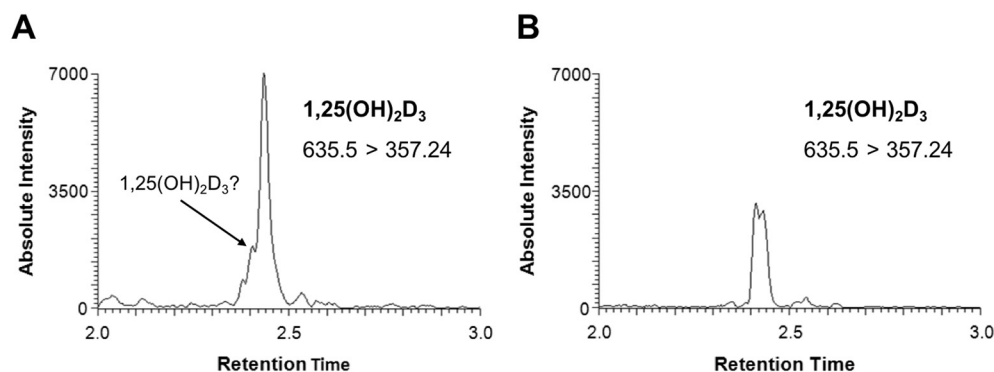 A
7000
Absolute Intensity
1,25(OH)₂D₃
635.5 > 357.24
1,25(OH)₂D₃?
3500
0
2.0
2.5
3.0
Retention Time
B
7000
Absolute Intensity
1,25(OH)₂D₃
635.5 > 357.24
3500
0
2.0
2.5
3.0
Retention Time